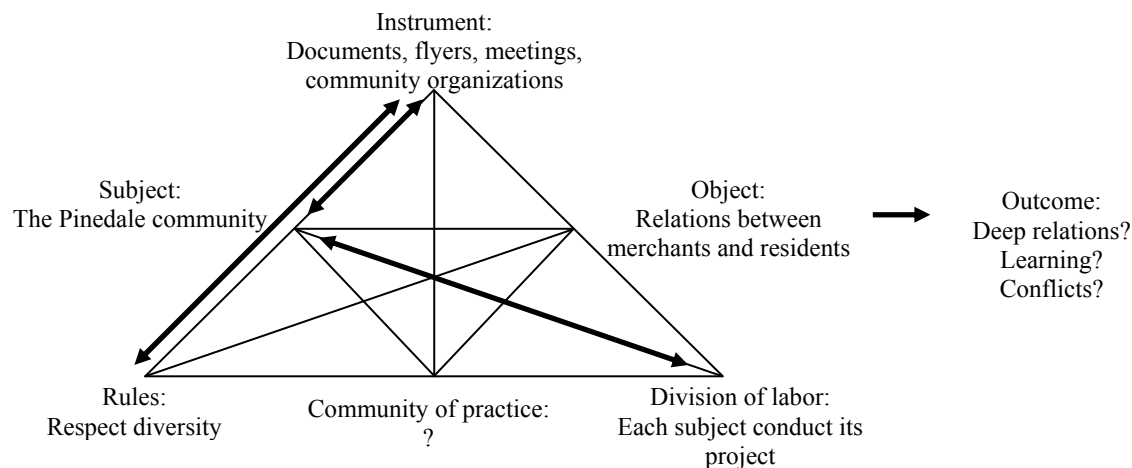 Instrument:
Documents, flyers, meetings,
community organizations
Subject:
The Pinedale community
Object:
Relations between
merchants and residents
Outcome:
Deep relations?
Learning?
Conflicts?
Rules:
Respect diversity
Community of practice:
?
Division of labor:
Each subject conduct its
project